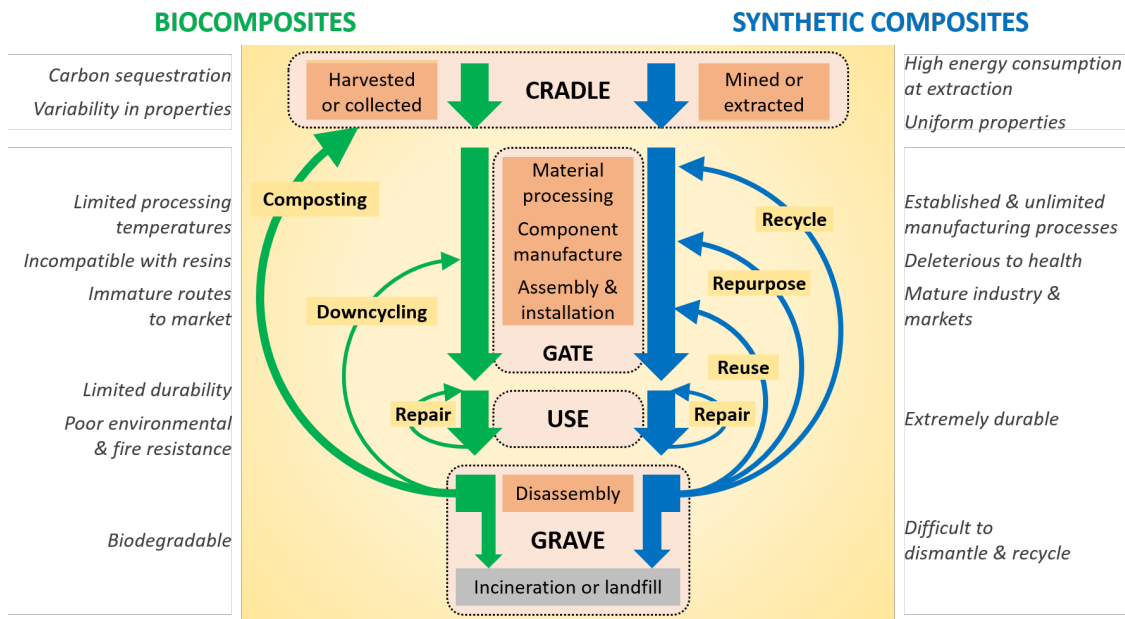 BIOCOMPOSITES
SYNTHETIC COMPOSITES
Carbon sequestration
Variability in properties
Harvested
or collected
CRADLE
Mined or
extracted
High energy consumption
at extraction
Uniform properties
Limited processing
temperatures
Incompatible with resins
Immature routes
to market
Composting
Downcycling
Material
processing
Component
manufacture
Assembly &
installation
GATE
Recycle
Repurpose
Reuse
Established & unlimited
manufacturing processes
Deleterious to health
Mature industry &
markets
Limited durability
Poor environmental
& fire resistance
Repair
USE
Repair
Extremely durable
Biodegradable
Disassembly
GRAVE
Incineration or landfill
Difficult to
dismantle & recycle